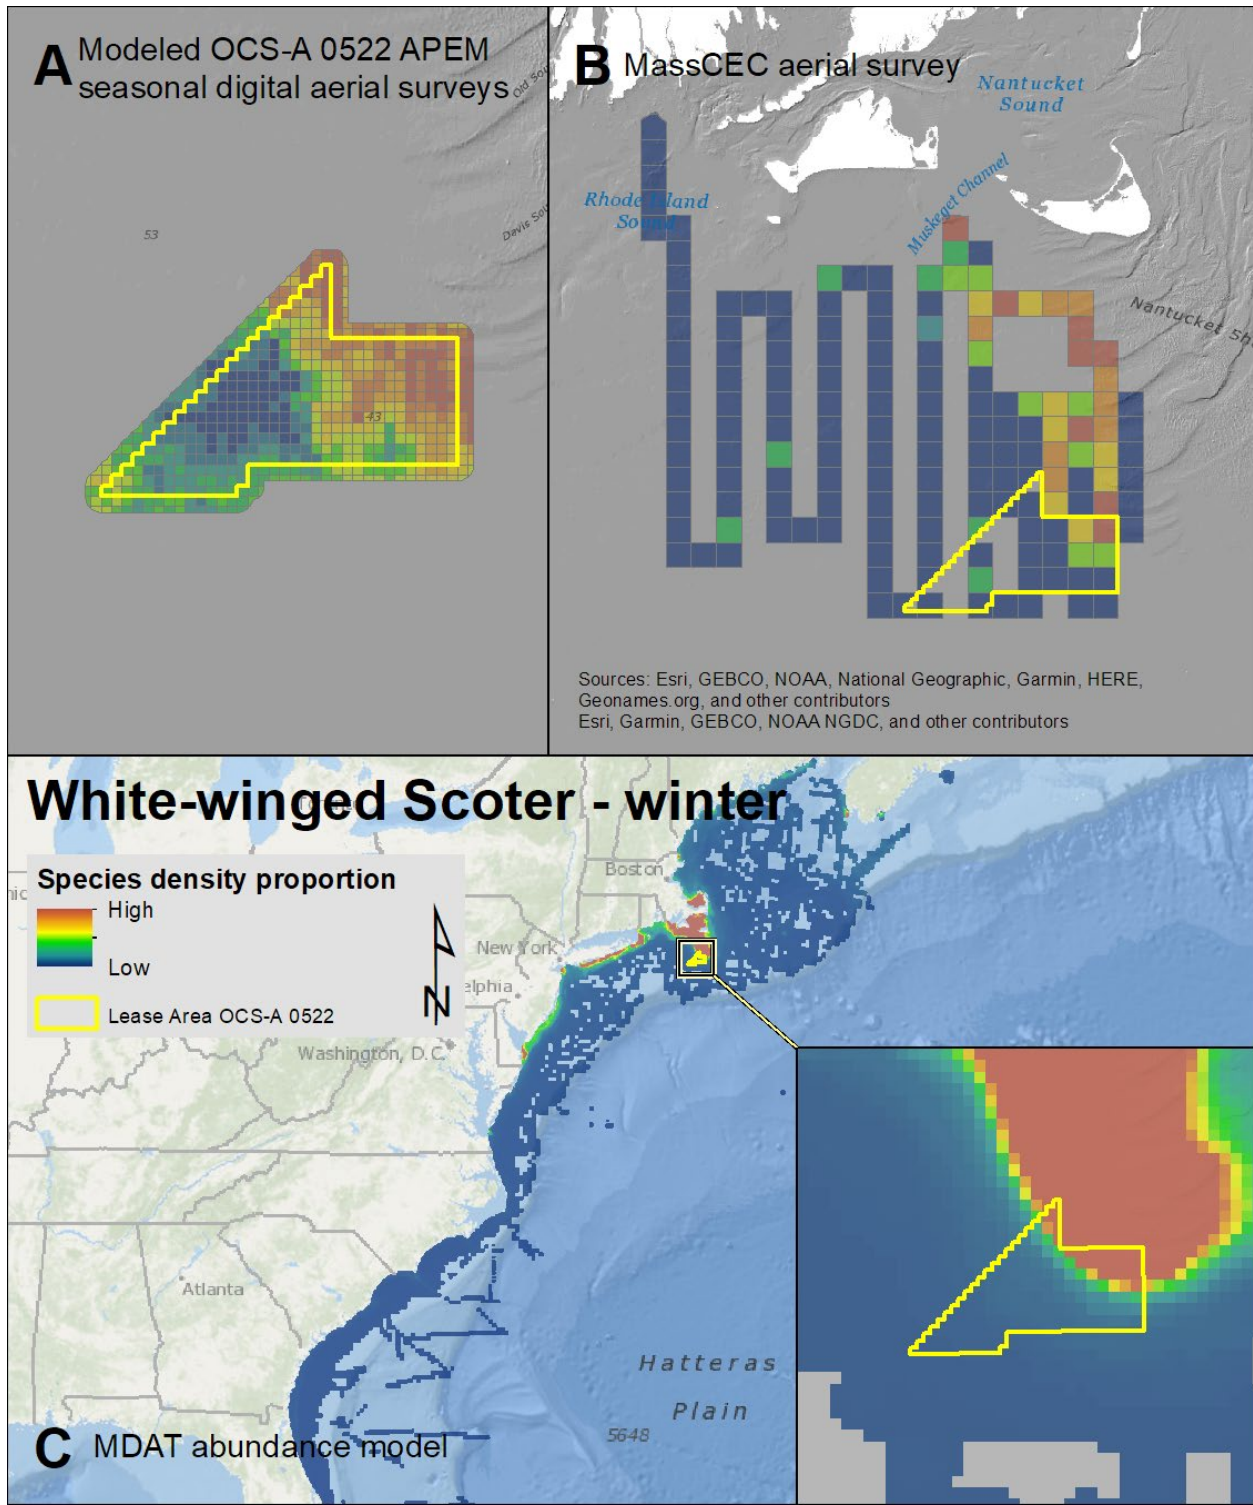 A Modeled OCS-A 0522 APEM
seasonal digital aerial surveys
53
43
B MassCEC aerial survey
Nantucket
Sound
Rhode Island
Sound
Muskeget Channel
Sources: Esri, GEBCO, NOAA, National Geographic, Garmin, HERE,
Geonames.org, and other contributors
Esri, Garmin, GEBCO, NOAA NGDC, and other contributors
White-winged Scoter - winter
Species density proportion
High
Low
Lease Area OCS-A 0522
N
Boston
New York
elphia
Washington, D.C.
Atlanta
Hatteras
Plain
5648
C MDAT abundance model